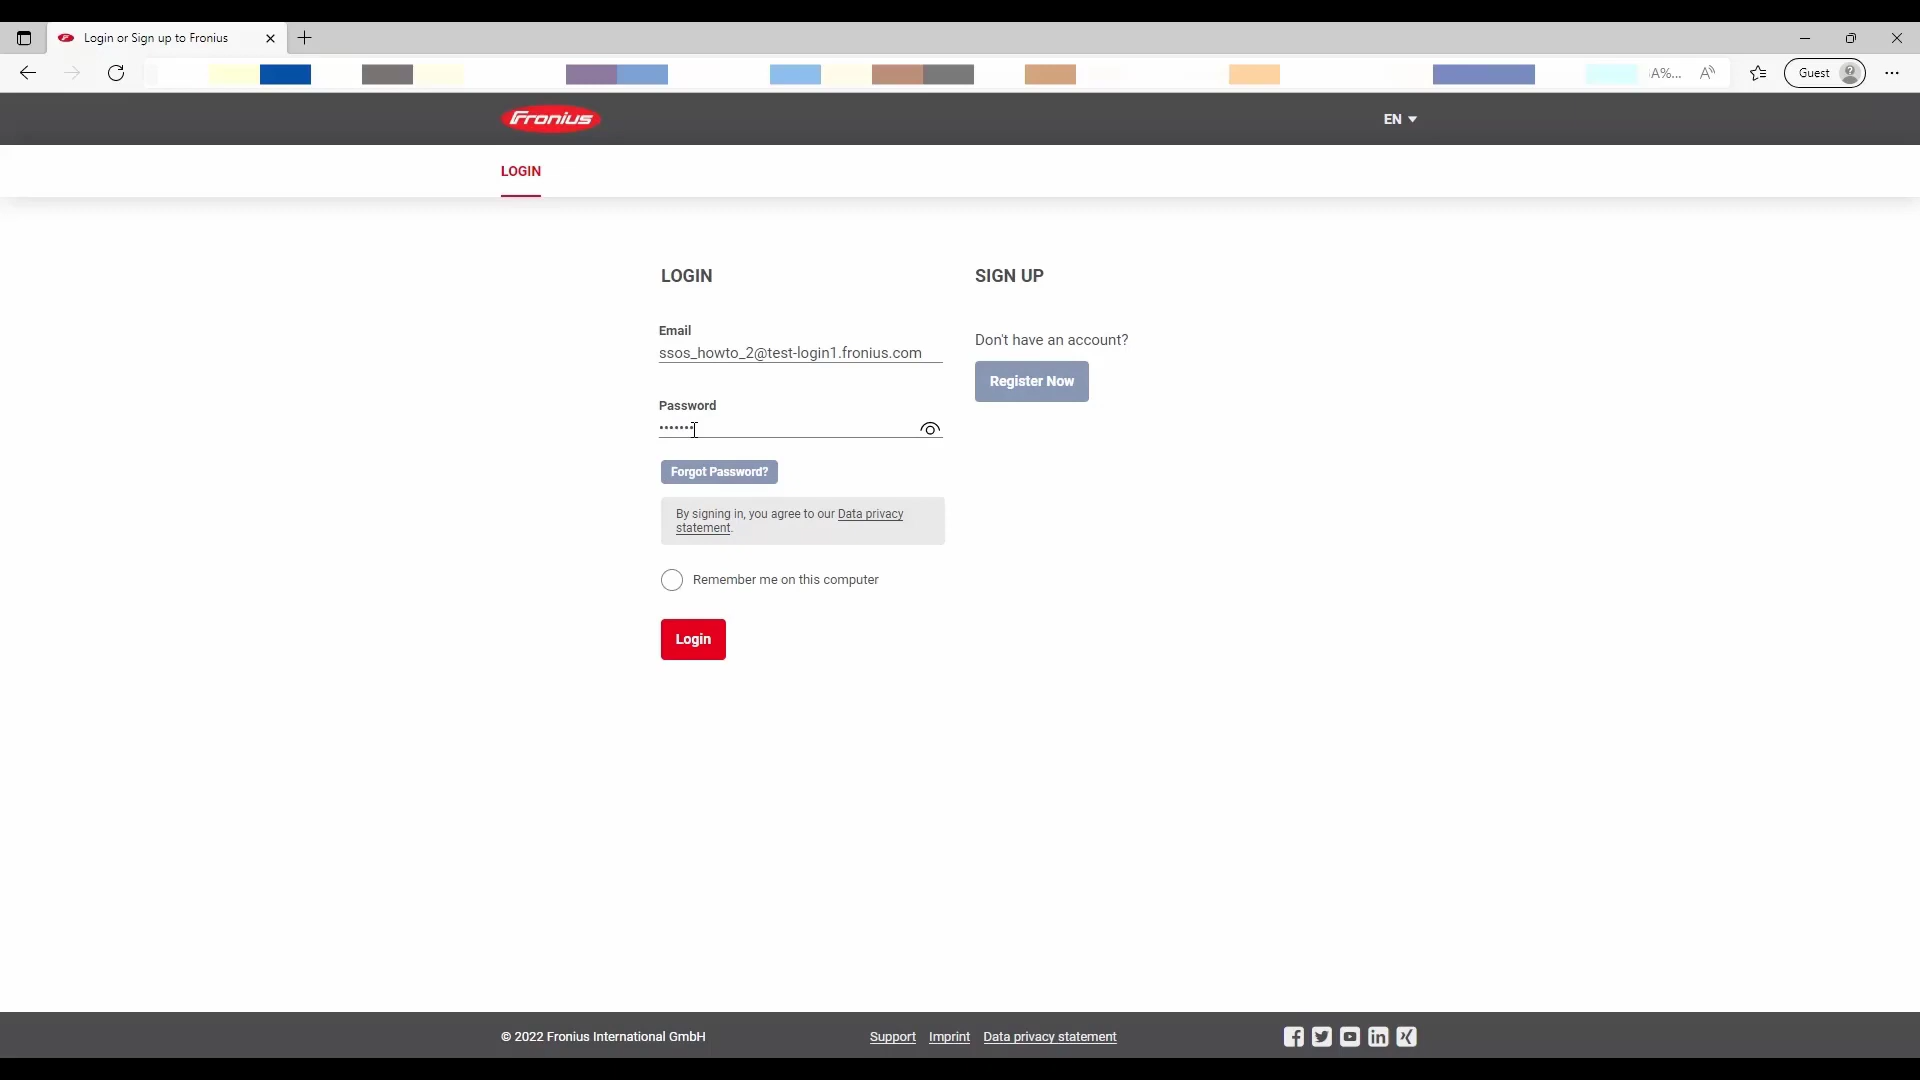 Login or Sign up to Fronius
A%...
Guest
Fronius
EN
LOGIN
LOGIN
SIGN UP
Email
ssos_howto_2@test-login1.fronius.com
Don't have an account?
Register Now
Password
•••••••
Forgot Password?
By signing in, you agree to our Data privacy
statement.
Remember me on this computer
Login
© 2022 Fronius International GmbH
Support
Imprint
Data privacy statement